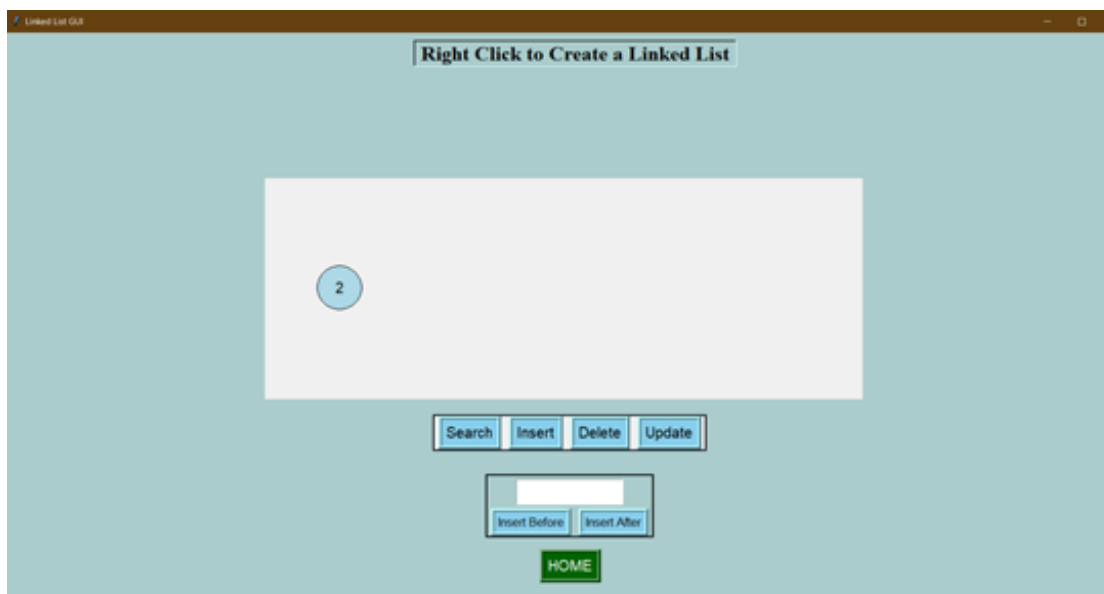 Linked List GUI
Right Click to Create a Linked List
2
Search Insert Delete Update
Insert Before Insert After
HOME